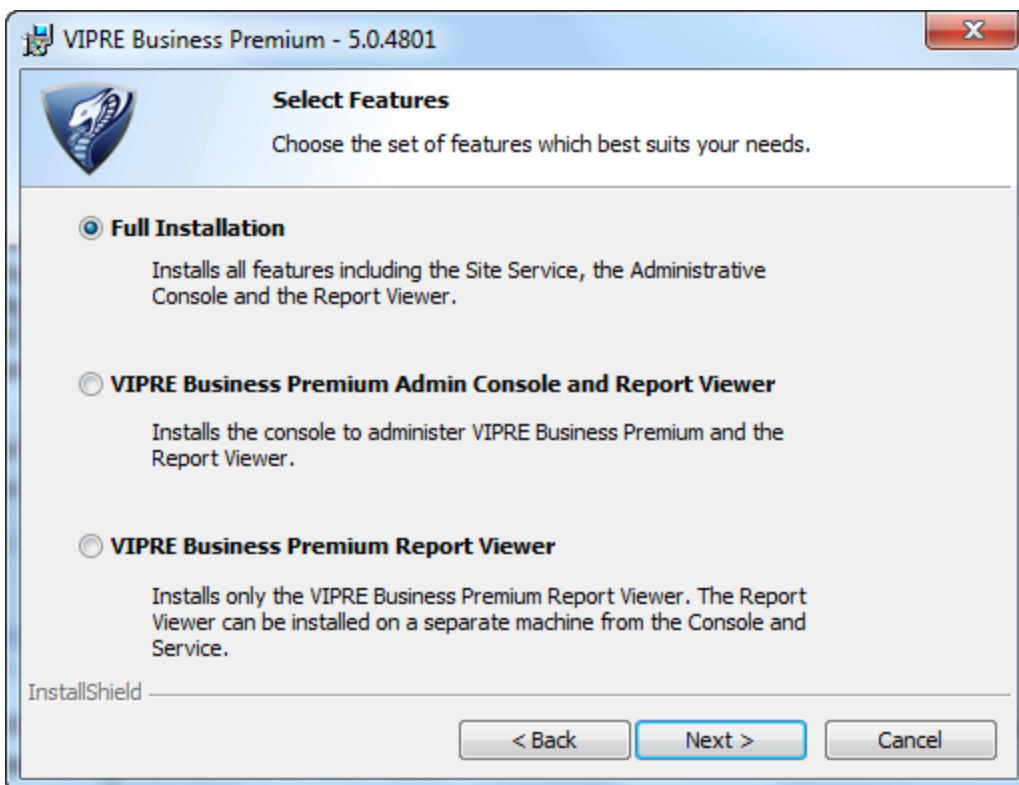 VIPRE Business Premium - 5.0.4801
Select Features
Choose the set of features which best suits your needs.
Full Installation
Installs all features including the Site Service, the Administrative
Console and the Report Viewer.
VIPRE Business Premium Admin Console and Report Viewer
Installs the console to administer VIPRE Business Premium and the
Report Viewer.
VIPRE Business Premium Report Viewer
Installs only the VIPRE Business Premium Report Viewer. The Report
Viewer can be installed on a separate machine from the Console and
Service.
InstallShield
< Back Next > Cancel